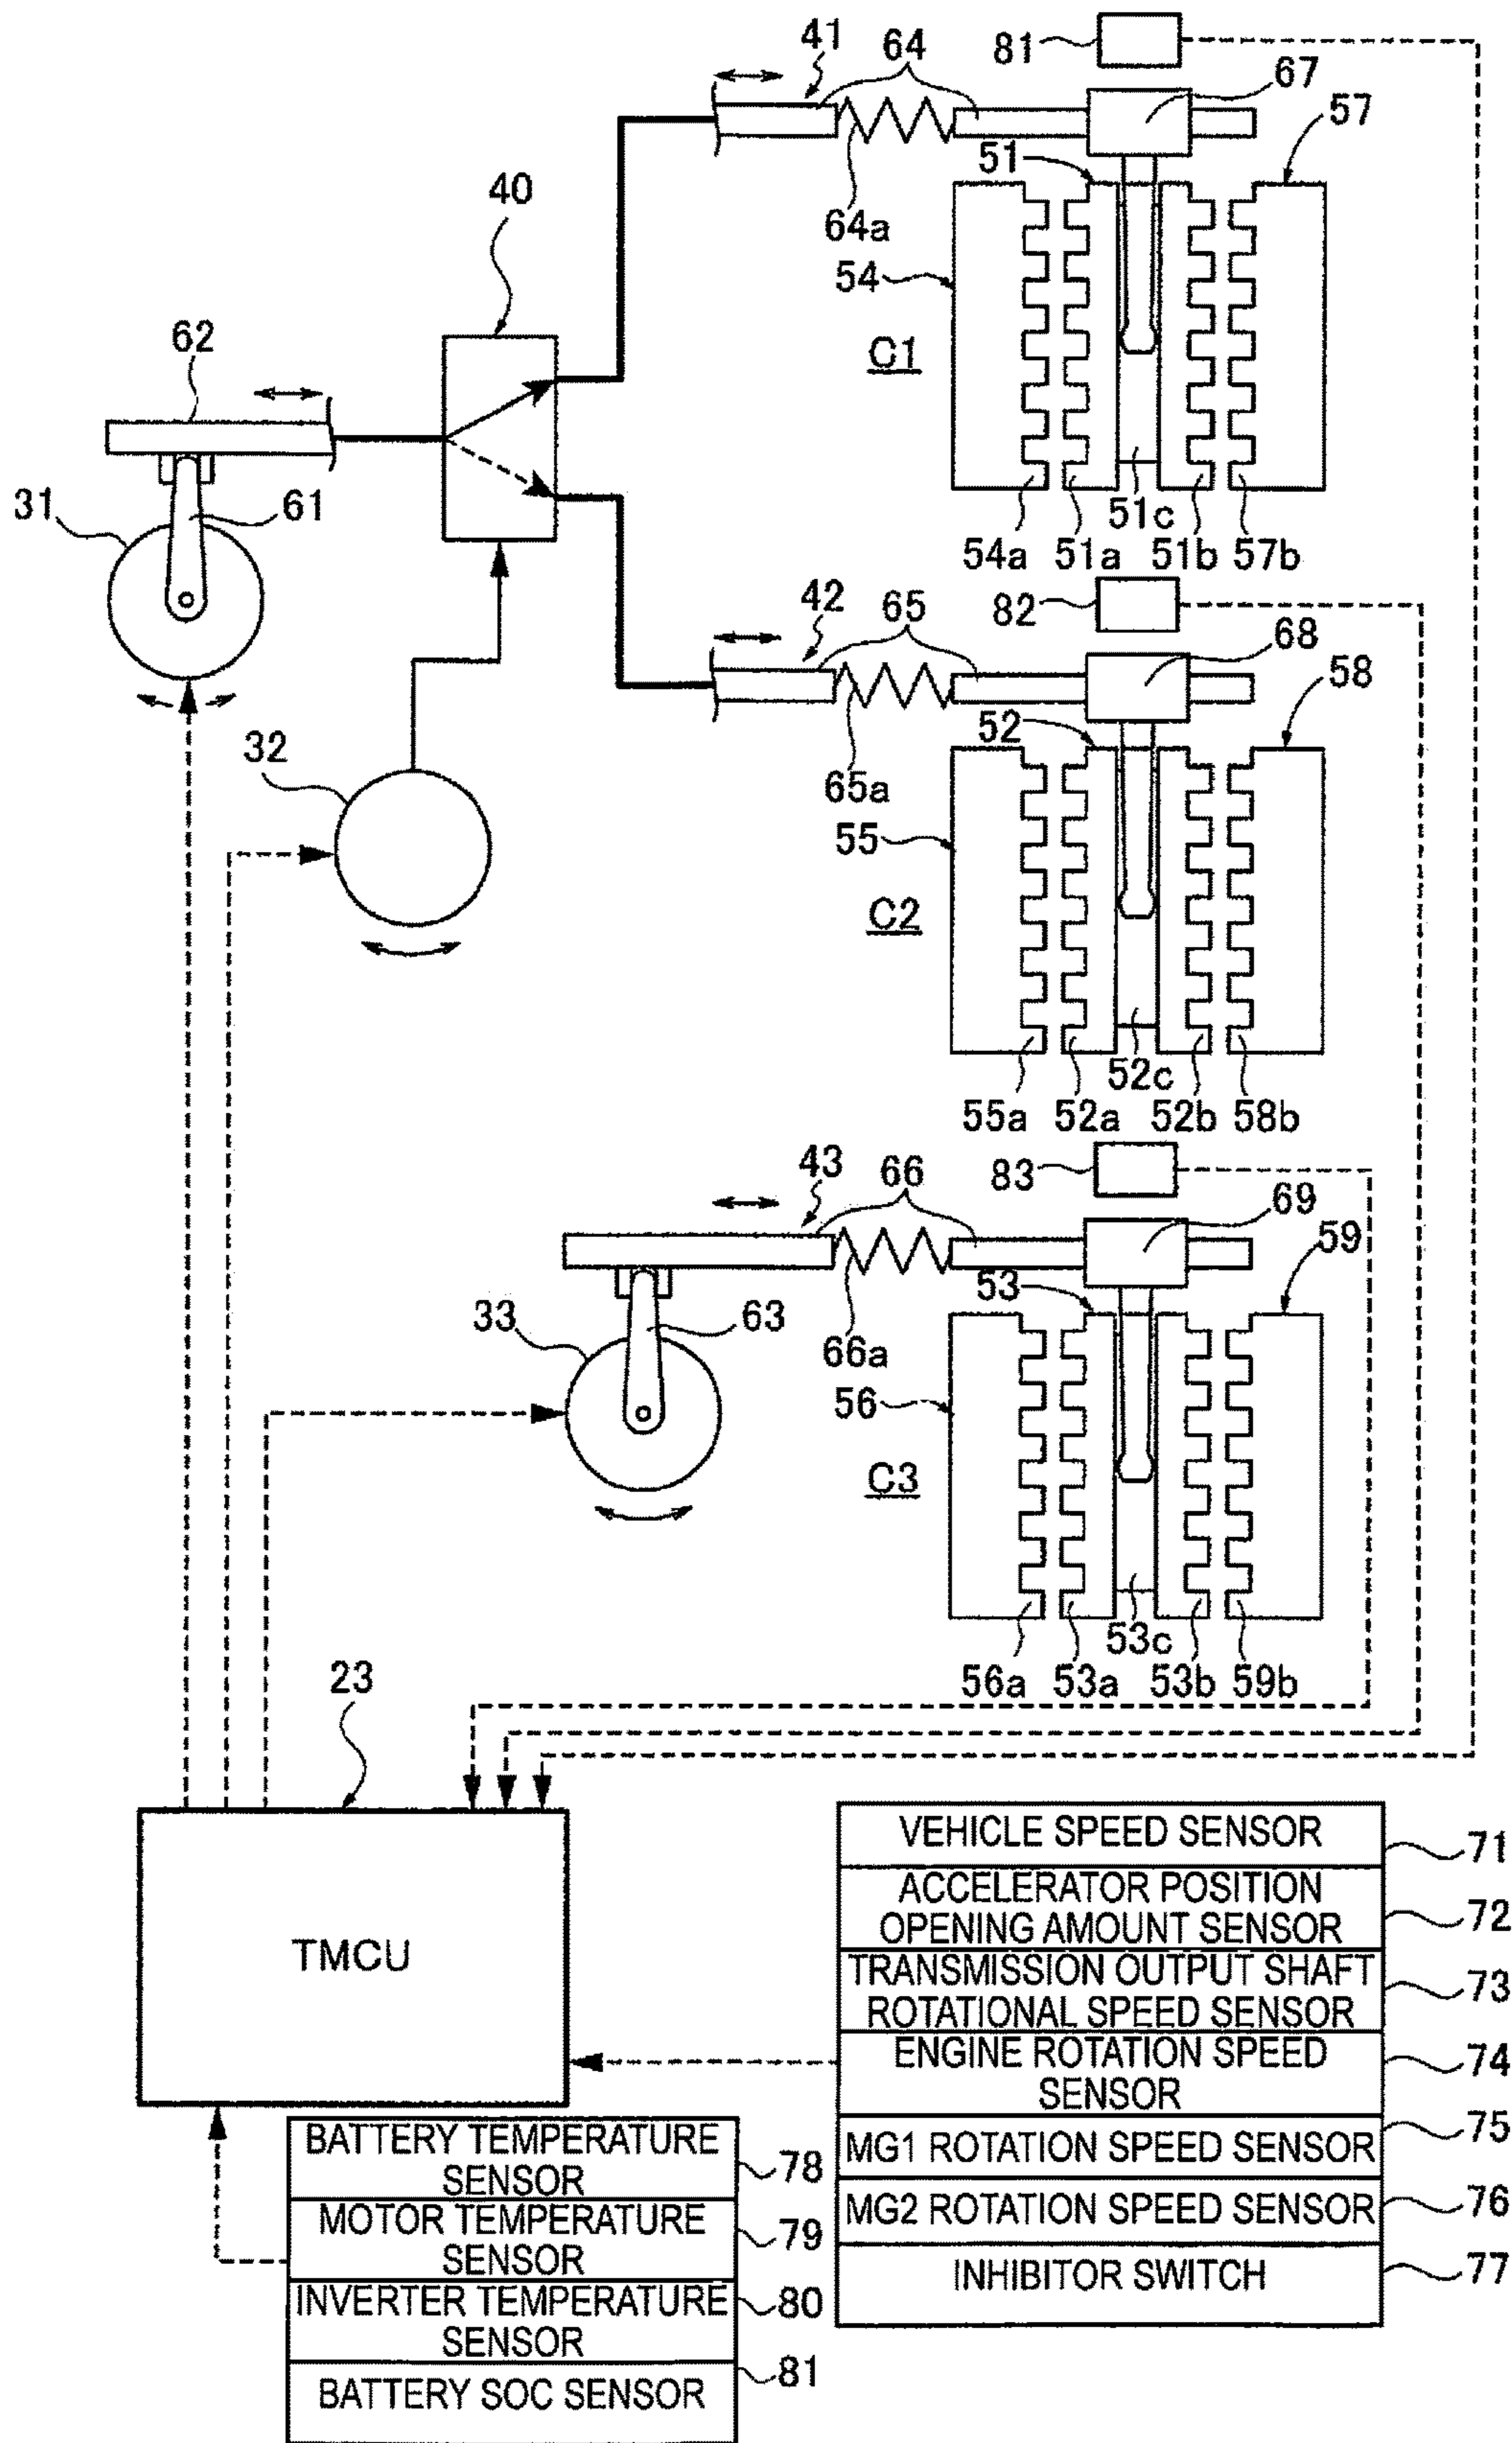 81
41
64
67
57
51
40
64a
54
C1
62
31
61
51c
54a
51a
51b
57b
82
42
65
68
58
52
32
65a
55
C2
52c
55a
52a
52b
58b
83
43
66
69
59
53
33
63
66a
56
C3
53c
56a
53a
53b
59b
23
TMCU
VEHICLE SPEED SENSOR
71
ACCELERATOR POSITION
OPENING AMOUNT SENSOR
72
TRANSMISSION OUTPUT SHAFT
ROTATIONAL SPEED SENSOR
73
ENGINE ROTATION SPEED
SENSOR
74
MG1 ROTATION SPEED SENSOR
75
MG2 ROTATION SPEED SENSOR
76
INHIBITOR SWITCH
77
BATTERY TEMPERATURE
SENSOR
78
MOTOR TEMPERATURE
SENSOR
79
INVERTER TEMPERATURE
SENSOR
80
BATTERY SOC SENSOR
81